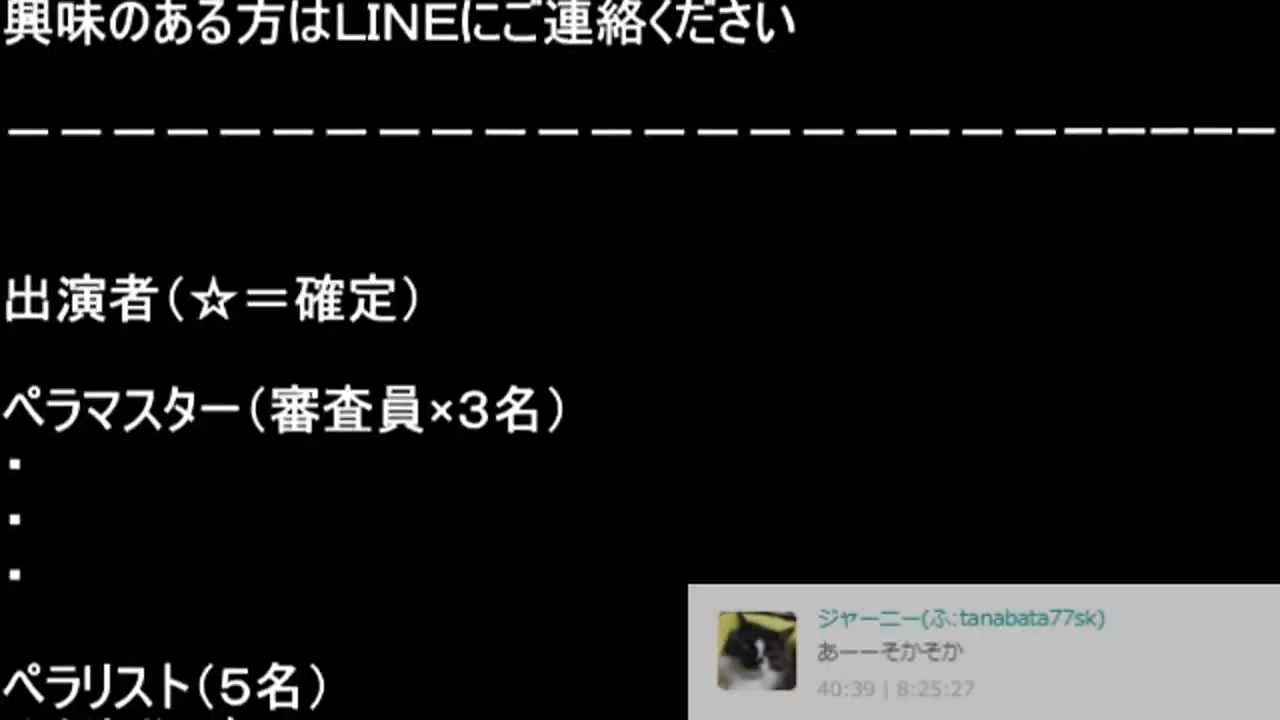 興味のある方はLINEにご連絡ください
ーーーーーーーーーーーーーーーーーーーーーーーーー
出演者(☆=確定)
ペラマスター(審査員×3名)
・
・
・
ペラリスト(5名)
ジャーニー(ふ:tanabata77sk)
あーーそかそか
40:39 | 8:25:27